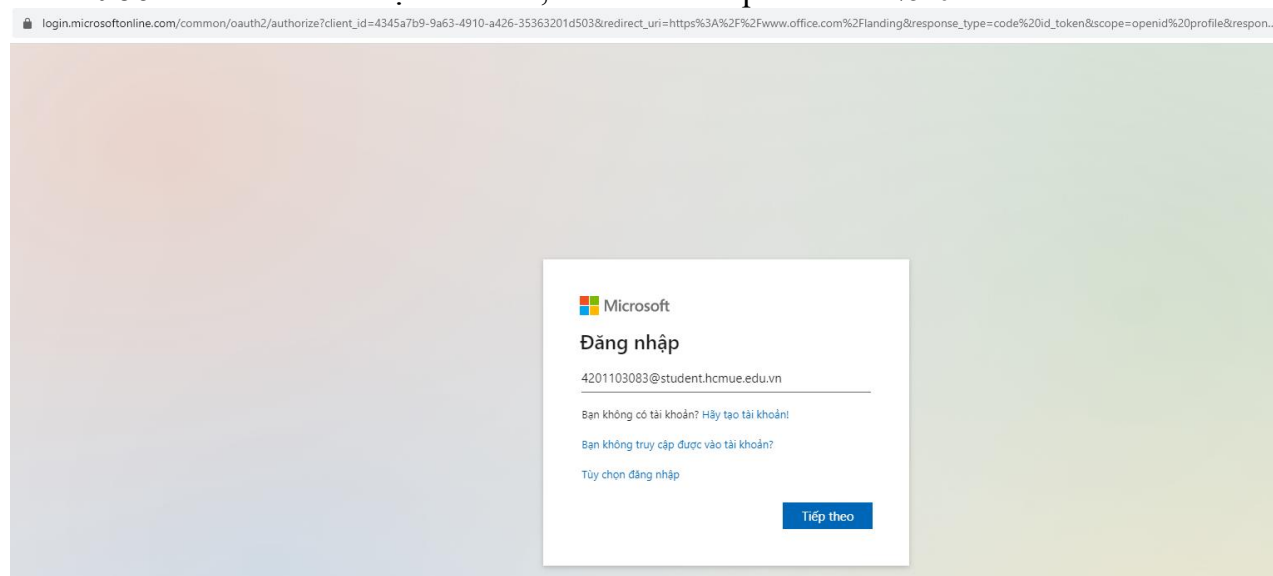 login.microsoftonline.com/common/oauth2/authorize?client_id=4345a7b9-9a63-4910-a426-35363201d503&redirect_uri=https%3A%2F%2Fwww.office.com%2Flanding&response_type=code%20id_token&scope=openid%20profile&respon...
Microsoft
Đăng nhập
4201103083@student.hcmue.edu.vn
Bạn không có tài khoản? Hãy tạo tài khoản!
Bạn không truy cập được vào tài khoản?
Tùy chọn đăng nhập
Tiếp theo